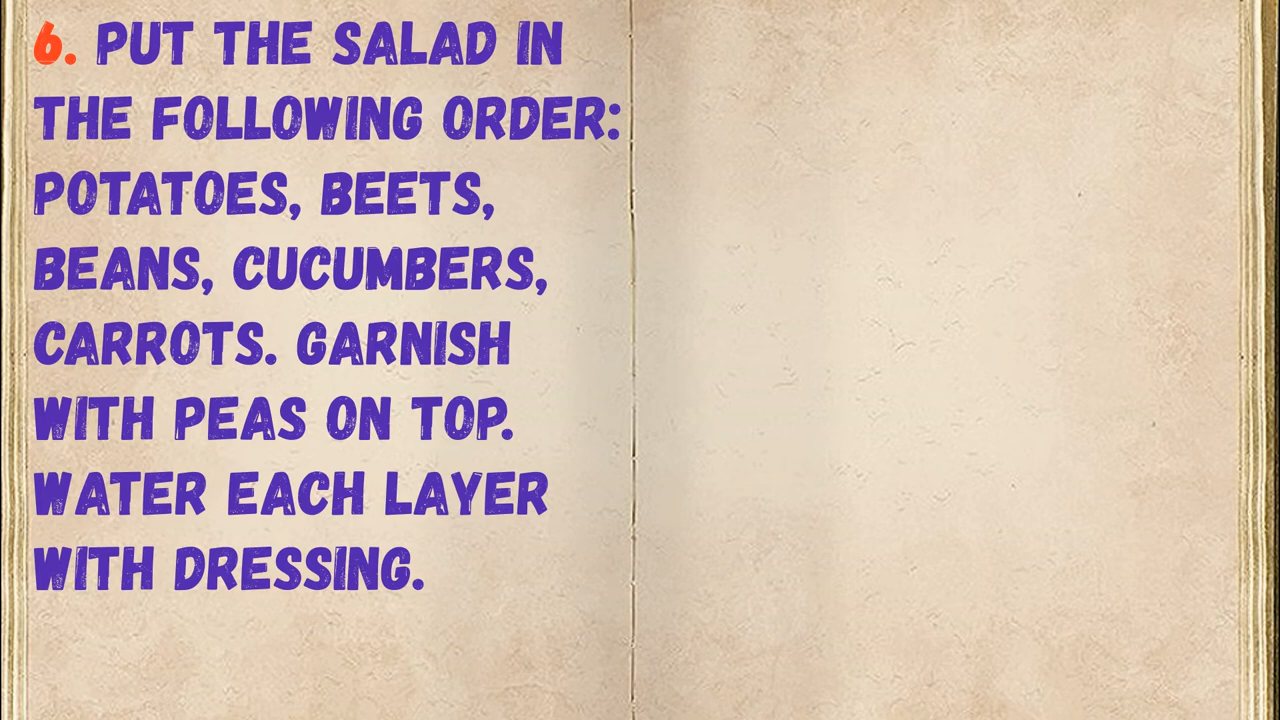 6. PUT THE SALAD IN
THE FOLLOWING ORDER:
POTATOES, BEETS,
BEANS, CUCUMBERS,
CARROTS. GARNISH
WITH PEAS ON TOP.
WATER EACH LAYER
WITH DRESSING.